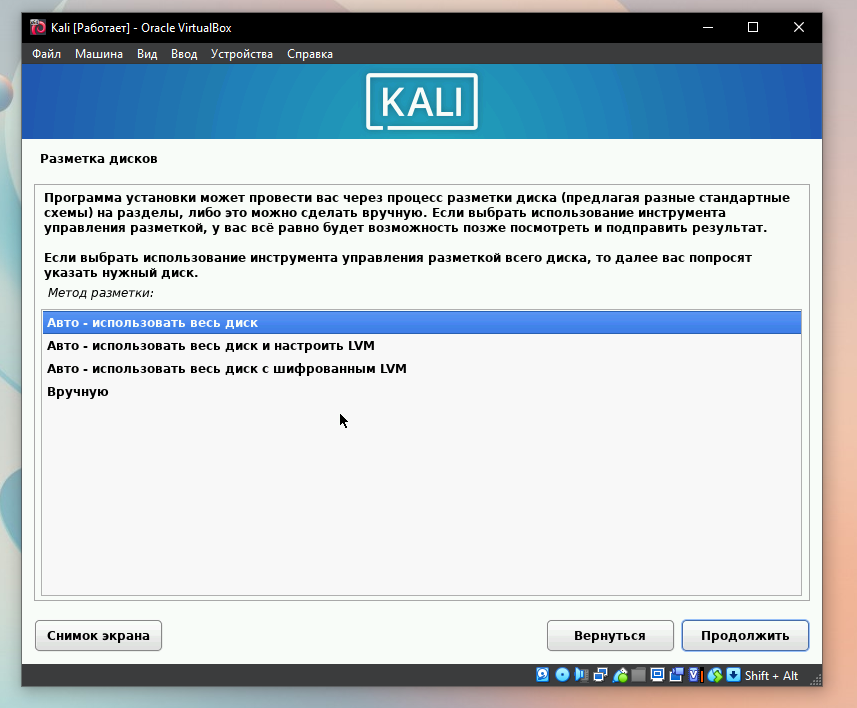 Kali [Работает] - Oracle VirtualBox
Файл Машина Вид Ввод Устройства Справка
KALI
Разметка дисков
Программа установки может провести вас через процесс разметки диска (предлагая разные стандартные
схемы) на разделы, либо это можно сделать вручную. Если выбрать использование инструмента
управления разметкой, у вас всё равно будет возможность позже посмотреть и подправить результат.
Если выбрать использование инструмента управления разметкой всего диска, то далее вас попросят
указать нужный диск.
Метод разметки:
Авто - использовать весь диск
Авто - использовать весь диск и настроить LVM
Авто - использовать весь диск с шифрованным LVM
Вручную
Снимок экрана Вернуться Продолжить
Shift + Alt